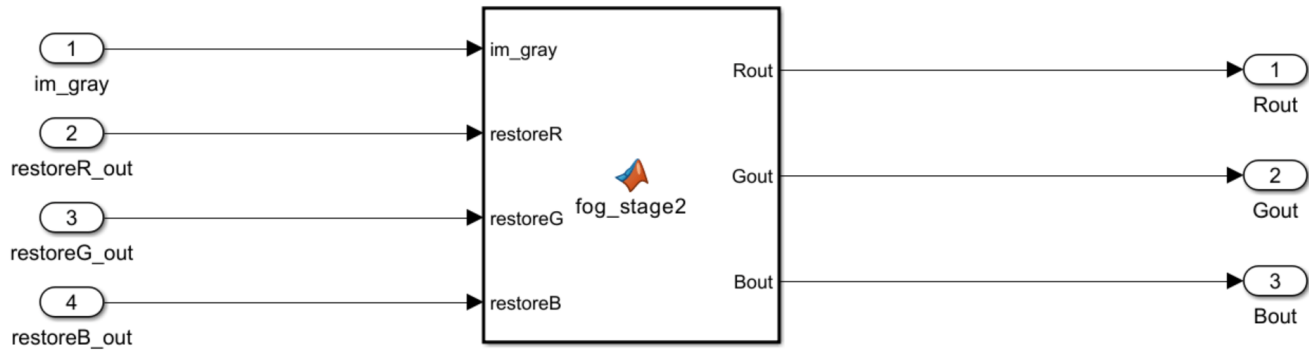 1
im_gray
2
restoreR_out
3
restoreG_out
4
restoreB_out
im_gray
restoreR
restoreG
restoreB
fog_stage2
Rout
Gout
Bout
1
Rout
2
Gout
3
Bout